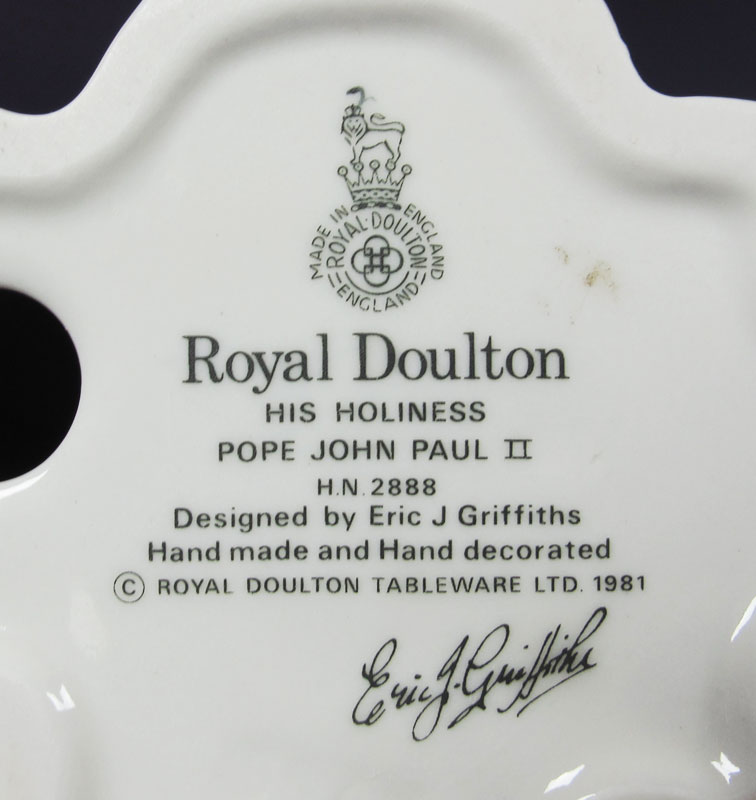 MADE IN ENGLAND
ROYAL·DOULTON
ENGLAND
Royal Doulton
HIS HOLINESS
POPE JOHN PAUL II
H.N. 2888
Designed by Eric J Griffiths
Hand made and Hand decorated
© ROYAL DOULTON TABLEWARE LTD. 1981
Eric J. Griffiths